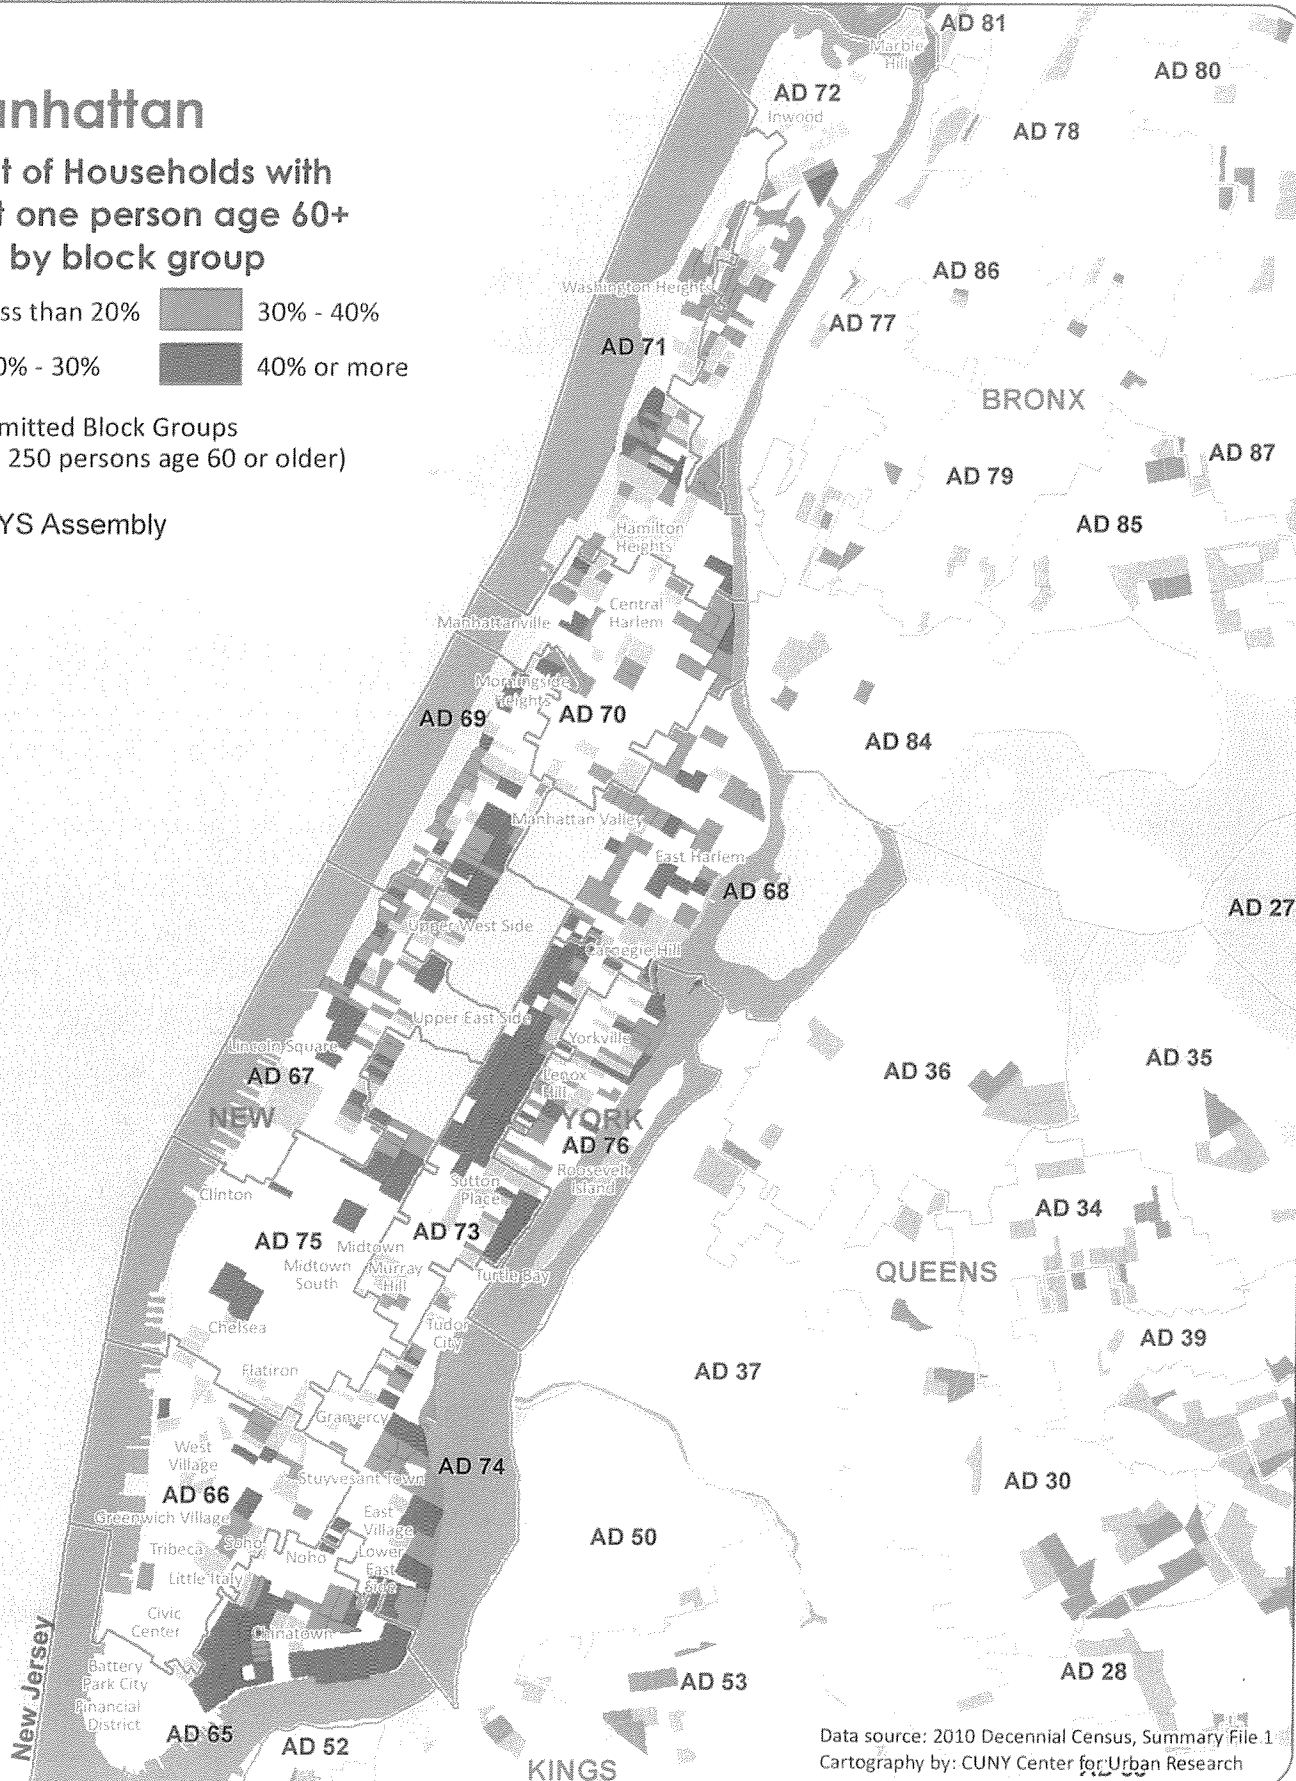 anhattan
t of Households with
t one person age 60+
by block group
ss than 20%
30% - 40%
0% - 30%
40% or more
mitted Block Groups
250 persons age 60 or older)
YS Assembly
AD 81
Marble
Hill
AD 80
AD 72
Inwood
AD 78
AD 86
Washington Heights
AD 77
AD 71
BRONX
AD 87
AD 79
AD 85
Hamilton
Heights
Central
Harlem
Manhattanville
Morningside
Heights
AD 69
AD 70
AD 84
Manhattan Valley
East Harlem
AD 68
AD 27
Upper West Side
Carnegie Hill
Upper East Side
Yorkville
Lincoln Square
AD 67
Lenox
Hill
AD 36
AD 35
NEW
YORK
AD 76
Roosevelt
Island
Sutton
Place
Clinton
AD 34
AD 75
AD 73
Midtown
Midtown
South
Murray
Hill
Turtle Bay
QUEENS
Chelsea
Tudor
City
AD 39
Flatiron
AD 37
Gramercy
West
Village
AD 74
Stuyvesant Town
AD 30
AD 66
Greenwich Village
East
Village
AD 50
Tribeca
Soho
Noho
Lower
East
Side
Little Italy
Civic
Center
Chinatown
New Jersey
Battery
Park City
AD 53
AD 28
Financial
District
AD 65
AD 52
KINGS
Data source: 2010 Decennial Census, Summary File 1
Cartography by: CUNY Center for Urban Research